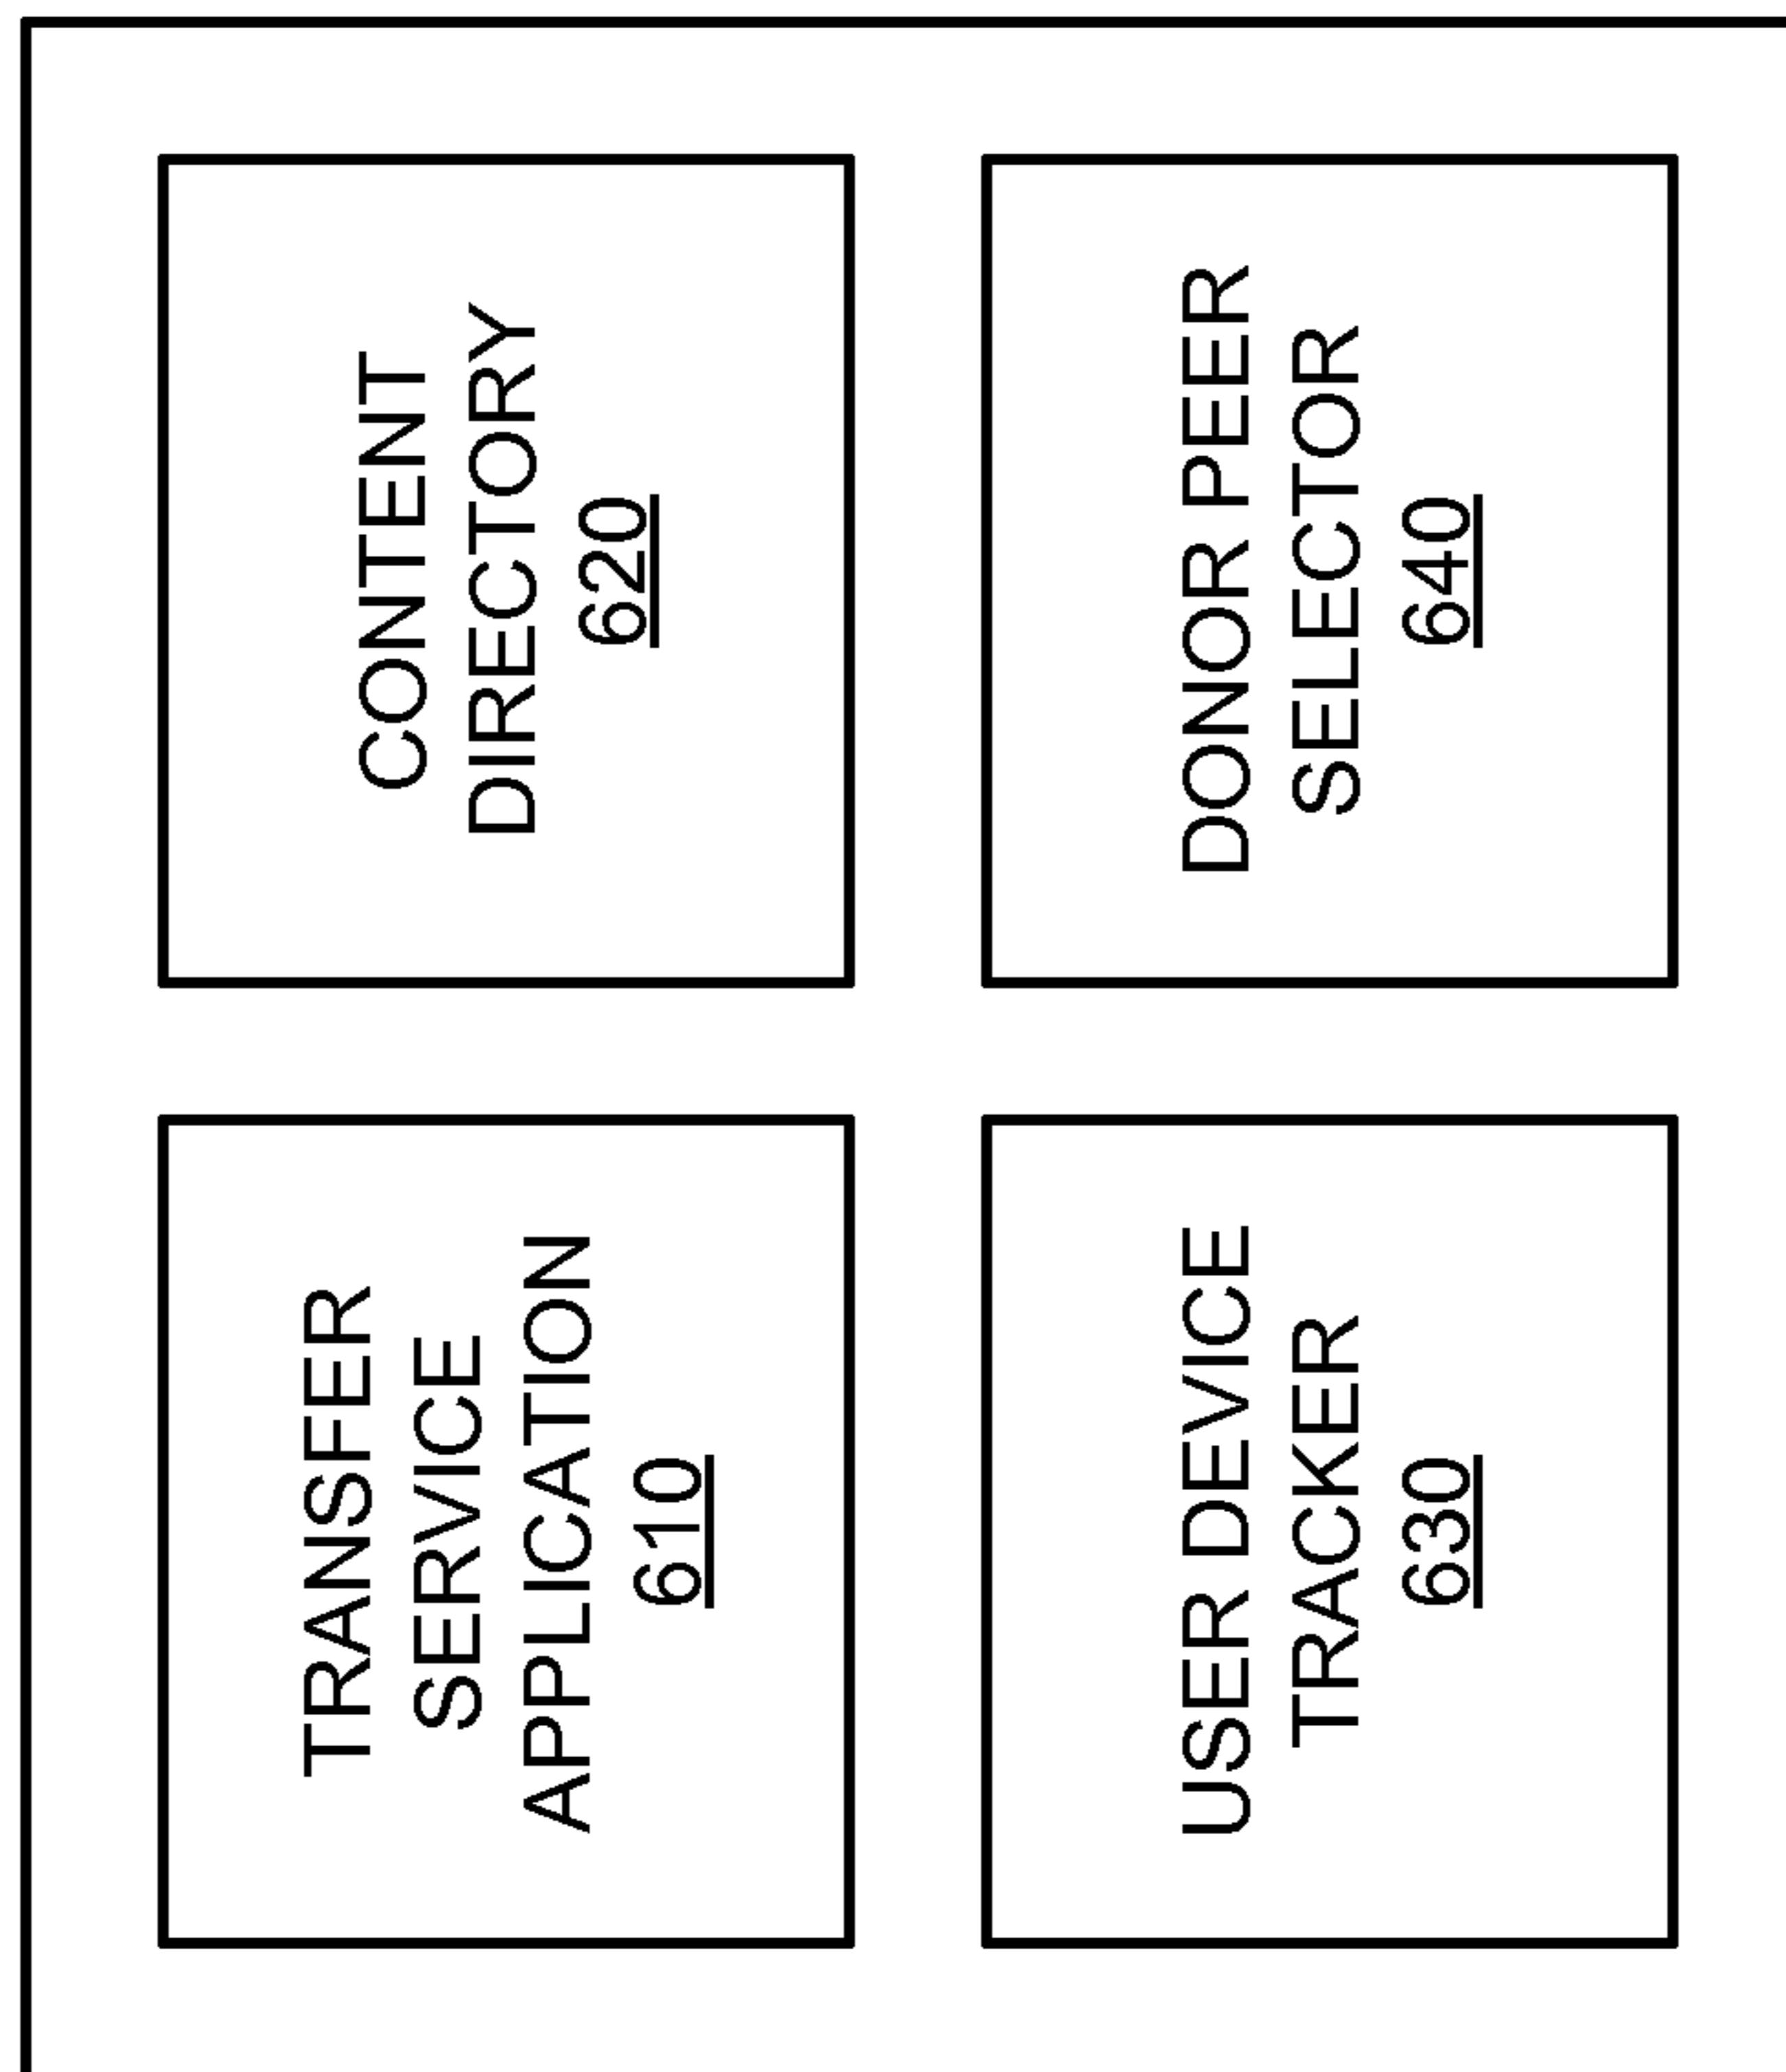 TRANSFER
SERVICE
APPLICATION
610
CONTENT
DIRECTORY
620
USER DEVICE
TRACKER
630
DONOR PEER
SELECTOR
640